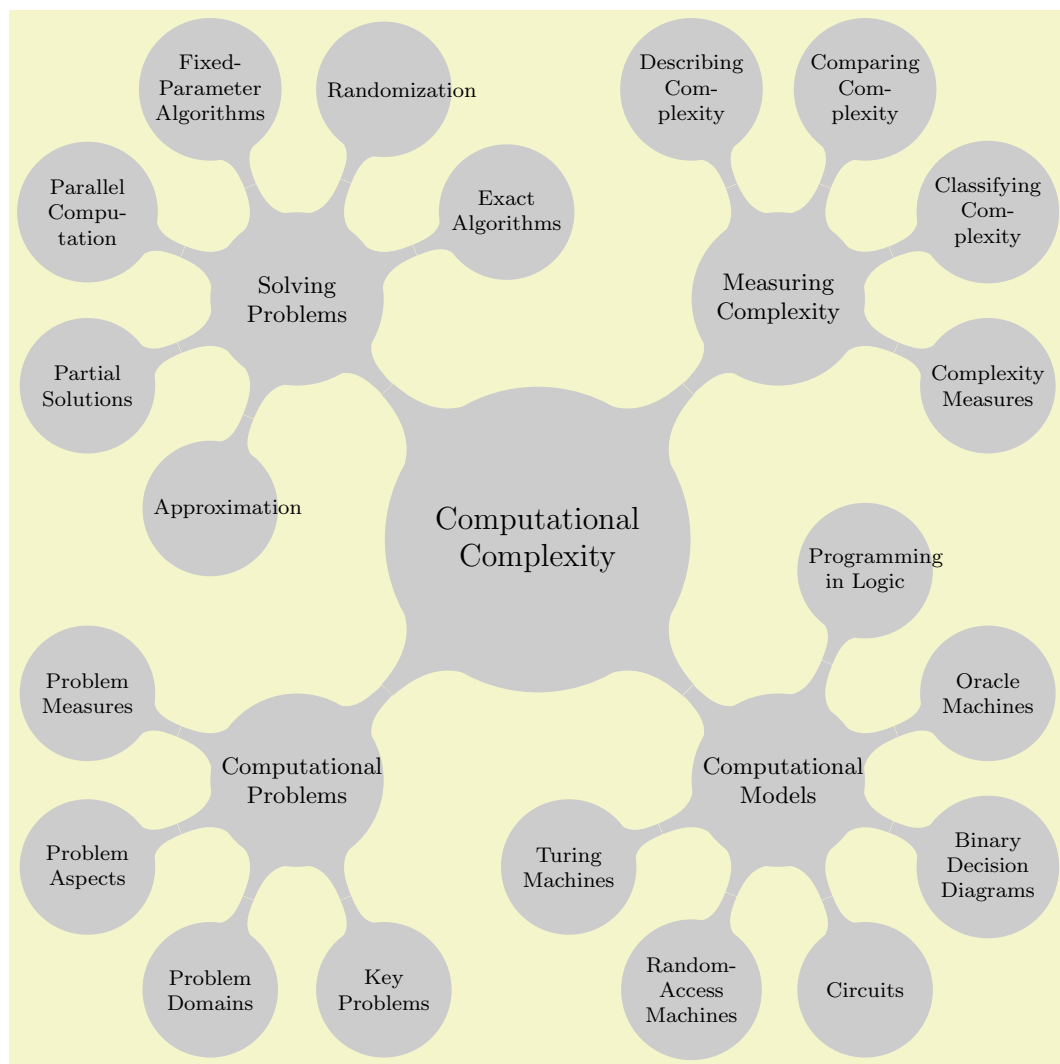 Fixed-
Parameter
Algorithms
Randomization
Exact
Algorithms
Parallel
Compu-
tation
Partial
Solutions
Approximation
Solving
Problems
Describing
Com-
plexity
Comparing
Com-
plexity
Classifying
Com-
plexity
Complexity
Measures
Measuring
Complexity
Computational
Complexity
Problem
Measures
Problem
Aspects
Problem
Domains
Key
Problems
Computational
Problems
Programming
in Logic
Oracle
Machines
Binary
Decision
Diagrams
Circuits
Random-
Access
Machines
Turing
Machines
Computational
Models